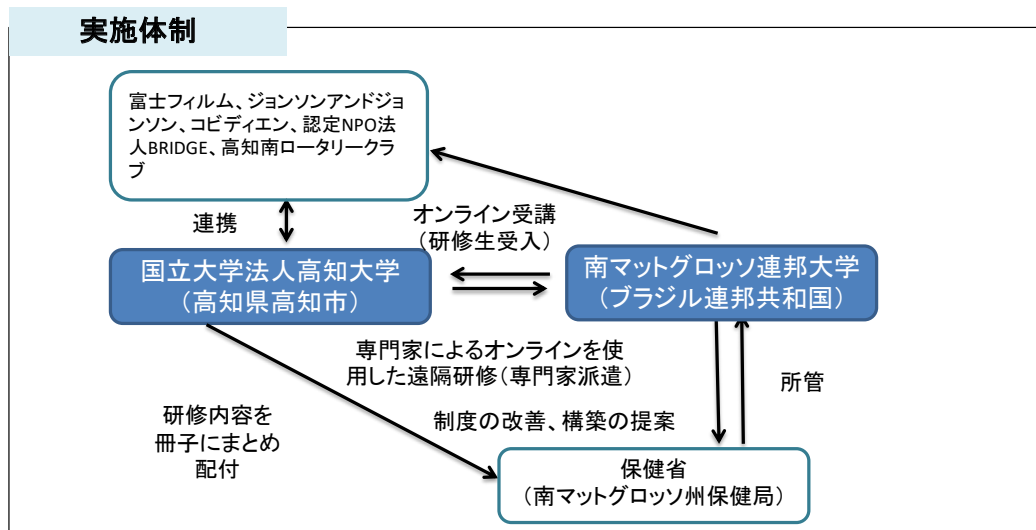 実施体制
富士フィルム、ジョンソンアンドジョ
ンソン、コビディエン、認定NPO法
人BRIDGE、高知南ロータリークラ
ブ
連携
オンライン受講
（研修生受入）
国立大学法人高知大学
（高知県高知市）
南マットグロッソ連邦大学
（ブラジル連邦共和国）
専門家によるオンラインを使
用した遠隔研修（専門家派遣）
所管
研修内容を
冊子にまとめ
配付
制度の改善、構築の提案
保健省
（南マットグロッソ州保健局）